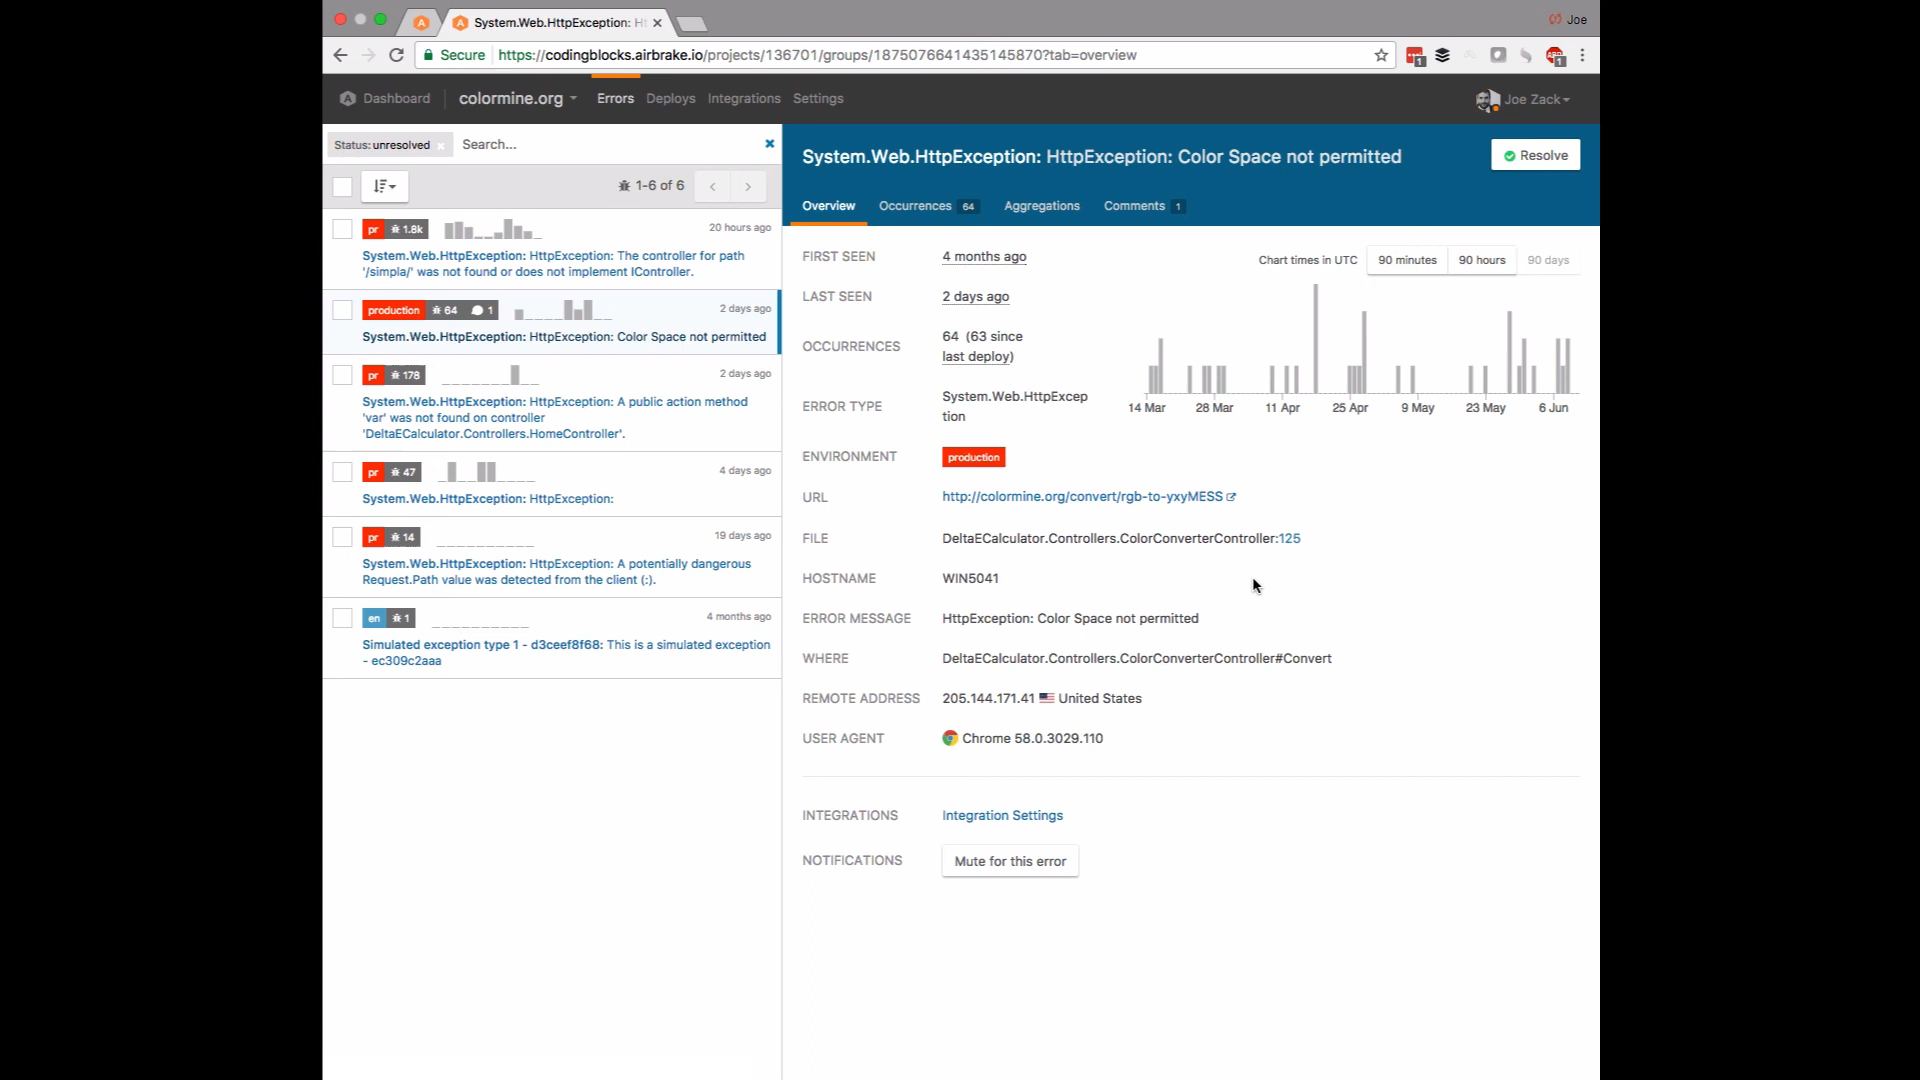 System.Web.HttpException: H
Joe
Secure
https://codingblocks.airbrake.io/projects/136701/groups/1875076641435145870?tab=overview
Dashboard
colormine.org
Errors
Deploys
Integrations
Settings
Joe Zack
Status: unresolved
Search...
1-6 of 6
pr 1.8k
20 hours ago
System.Web.HttpException: HttpException: The controller for path
'/simpla/' was not found or does not implement IController.
production 64 1
2 days ago
System.Web.HttpException: HttpException: Color Space not permitted
pr 178
2 days ago
System.Web.HttpException: HttpException: A public action method
'var' was not found on controller
'DeltaECalculator.Controllers.HomeController'.
pr 47
4 days ago
System.Web.HttpException: HttpException:
pr 14
19 days ago
System.Web.HttpException: HttpException: A potentially dangerous
Request.Path value was detected from the client (:).
en 1
4 months ago
Simulated exception type 1 - d3ceef8f68: This is a simulated exception
- ec309c2aaa
System.Web.HttpException: HttpException: Color Space not permitted
Resolve
Overview
Occurrences 64
Aggregations
Comments 1
FIRST SEEN
4 months ago
LAST SEEN
2 days ago
OCCURRENCES
64 (63 since
last deploy)
ERROR TYPE
System.Web.HttpExcep
tion
Chart times in UTC
90 minutes
90 hours
90 days
14 Mar
28 Mar
11 Apr
25 Apr
9 May
23 May
6 Jun
ENVIRONMENT
production
URL
http://colormine.org/convert/rgb-to-yxyMESS
FILE
DeltaECalculator.Controllers.ColorConverterController:125
HOSTNAME
WIN5041
ERROR MESSAGE
HttpException: Color Space not permitted
WHERE
DeltaECalculator.Controllers.ColorConverterController#Convert
REMOTE ADDRESS
205.144.171.41 United States
USER AGENT
Chrome 58.0.3029.110
INTEGRATIONS
Integration Settings
NOTIFICATIONS
Mute for this error